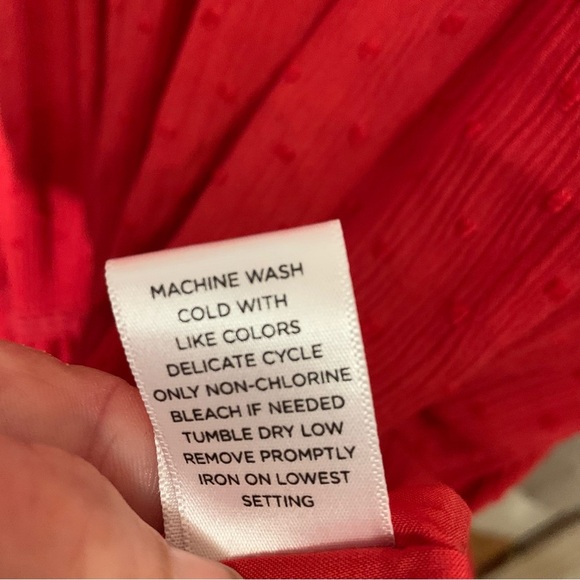 MACHINE WASH
COLD WITH
LIKE COLORS
DELICATE CYCLE
ONLY NON-CHLORINE
BLEACH IF NEEDED
TUMBLE DRY LOW
REMOVE PROMPTLY
IRON ON LOWEST
SETTING